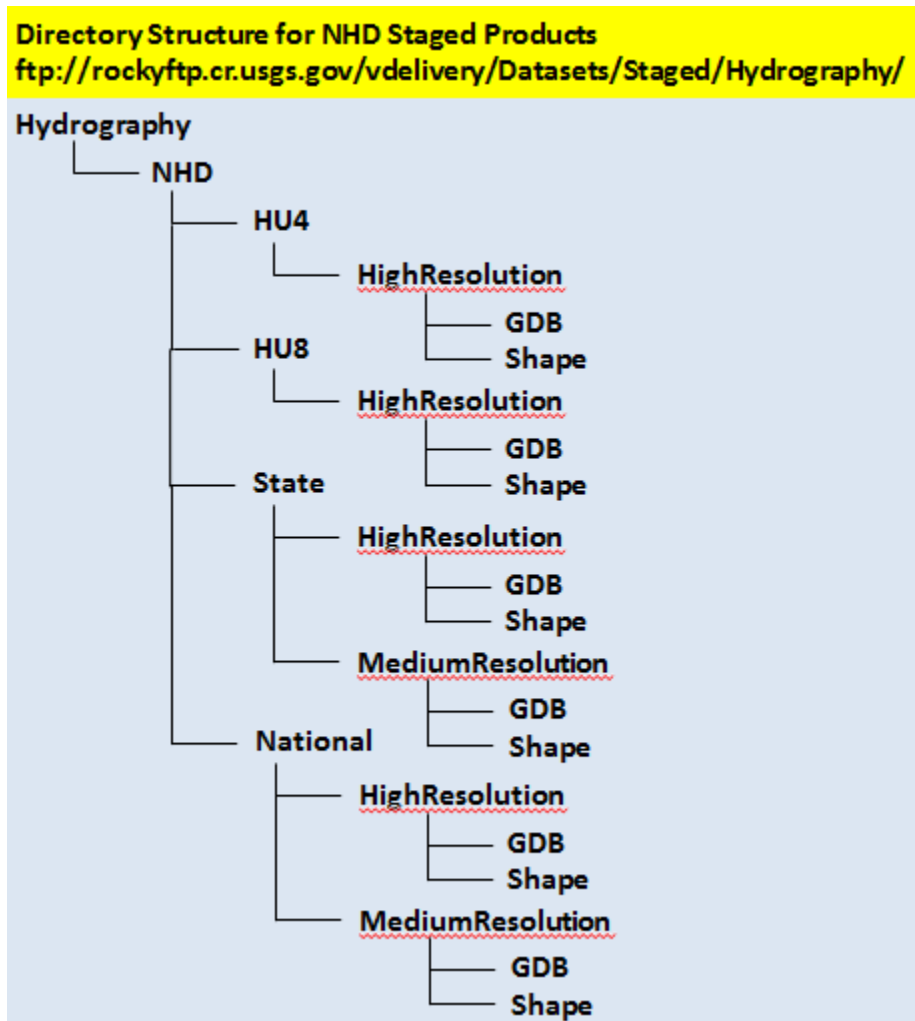 Directory Structure for NHD Staged Products
ftp://rockyftp.cr.usgs.gov/vdelivery/Datasets/Staged/Hydrography/
Hydrography
NHD
HU4
HighResolution
GDB
Shape
HU8
HighResolution
GDB
Shape
State
HighResolution
GDB
Shape
MediumResolution
GDB
Shape
National
HighResolution
GDB
Shape
MediumResolution
GDB
Shape